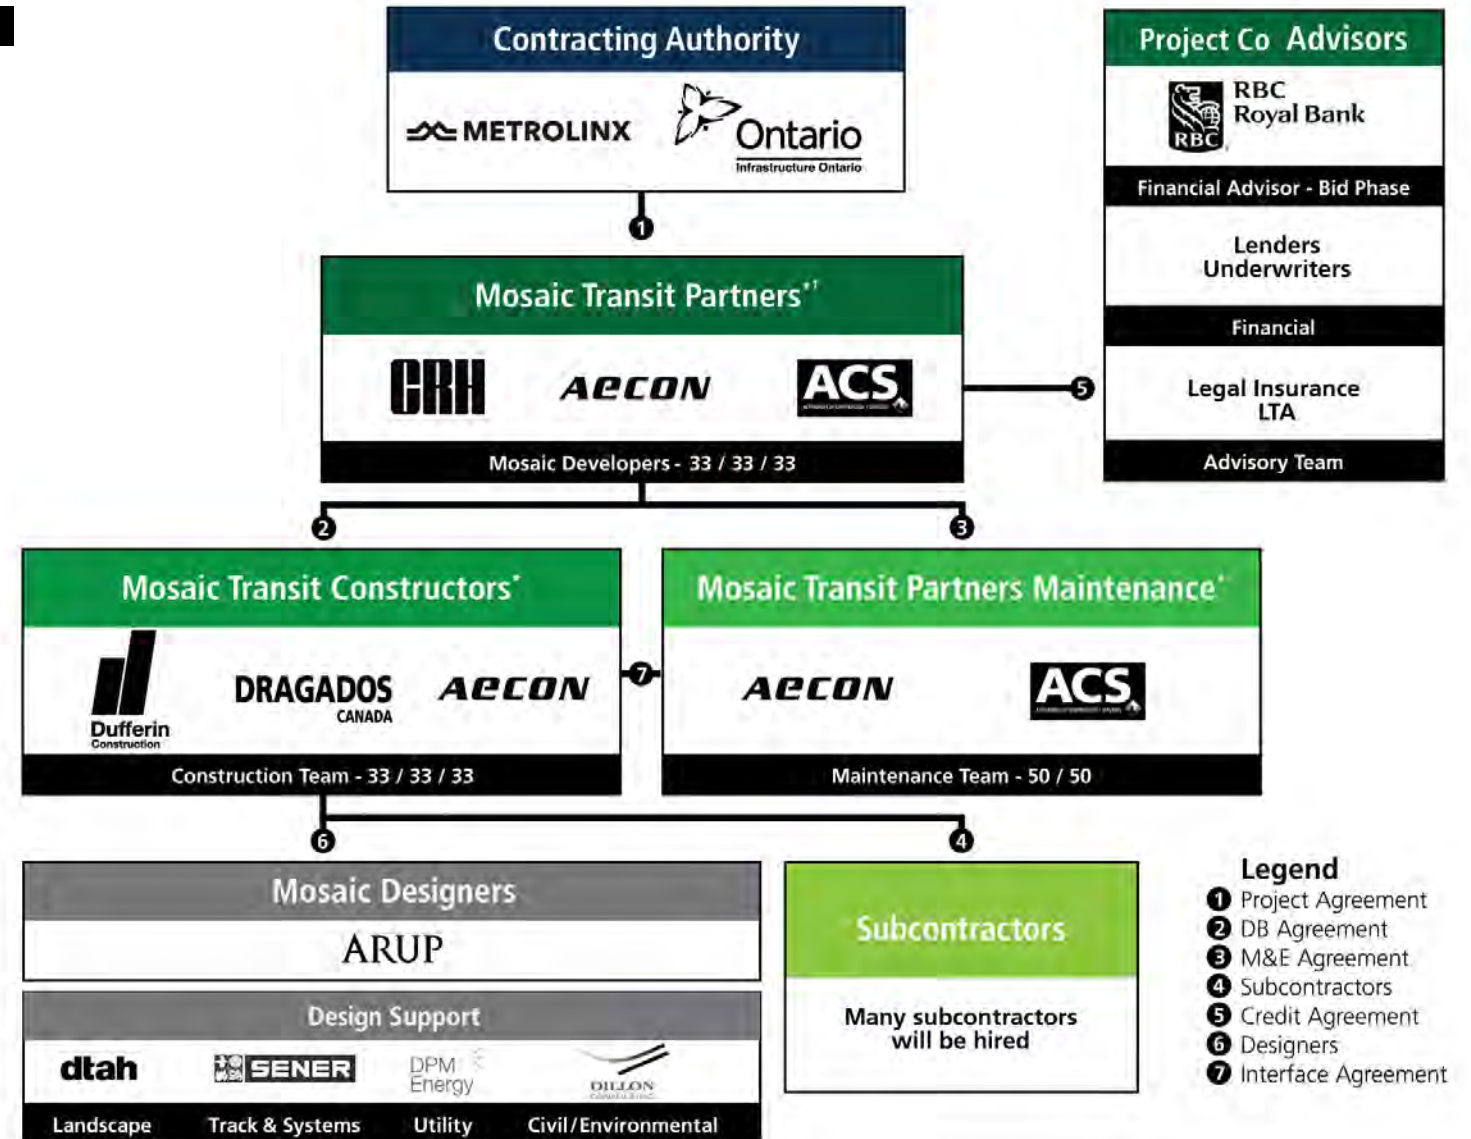 Contracting Authority
METROLINX
Ontario
Infrastructure Ontario
1
Project Co Advisors
RBC
Royal Bank
RBC
Financial Advisor - Bid Phase
Lenders
Underwriters
Financial
Legal Insurance
LTA
Advisory Team
Mosaic Transit Partners*†
CRH AECON ACS
Mosaic Developers - 33 / 33 / 33
5
2
3
Mosaic Transit Constructors*
Dufferin
Construction
DRAGADOS
CANADA
AECON
Construction Team - 33 / 33 / 33
7
Mosaic Transit Partners Maintenance*
AECON ACS
Maintenance Team - 50 / 50
6
4
Mosaic Designers
ARUP
Design Support
dtah
SENER
DPM
Energy
DILLON
CONSULTING
Landscape Track & Systems Utility Civil/Environmental
Subcontractors
Many subcontractors
will be hired
Legend
1 Project Agreement
2 DB Agreement
3 M&E Agreement
4 Subcontractors
5 Credit Agreement
6 Designers
7 Interface Agreement